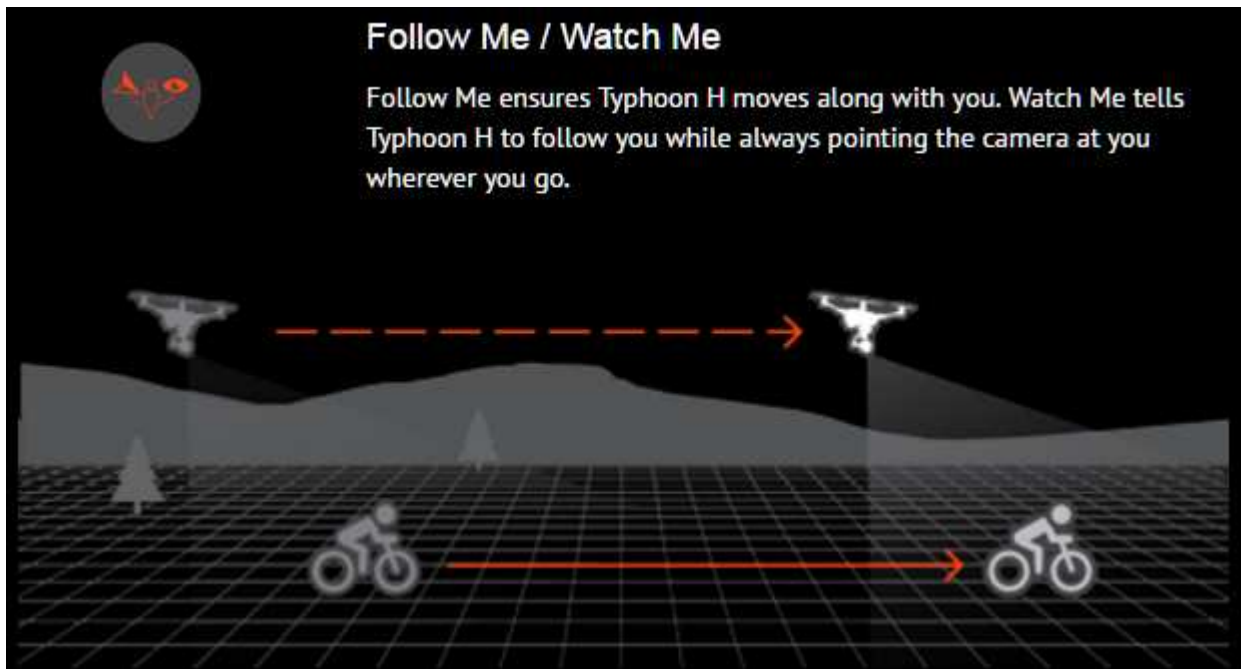 Follow Me / Watch Me
Follow Me ensures Typhoon H moves along with you. Watch Me tells
Typhoon H to follow you while always pointing the camera at you
wherever you go.